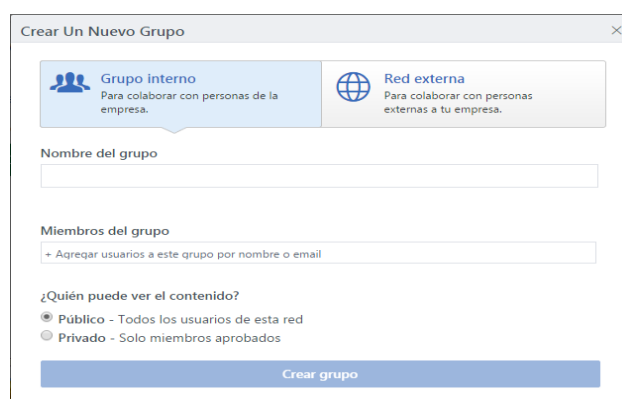 Crear Un Nuevo Grupo
Grupo interno
Para colaborar con personas de la
empresa.
Red externa
Para colaborar con personas
externas a tu empresa.
Nombre del grupo
Miembros del grupo
+ Agregar usuarios a este grupo por nombre o email
¿Quién puede ver el contenido?
Público - Todos los usuarios de esta red
Privado - Solo miembros aprobados
Crear grupo